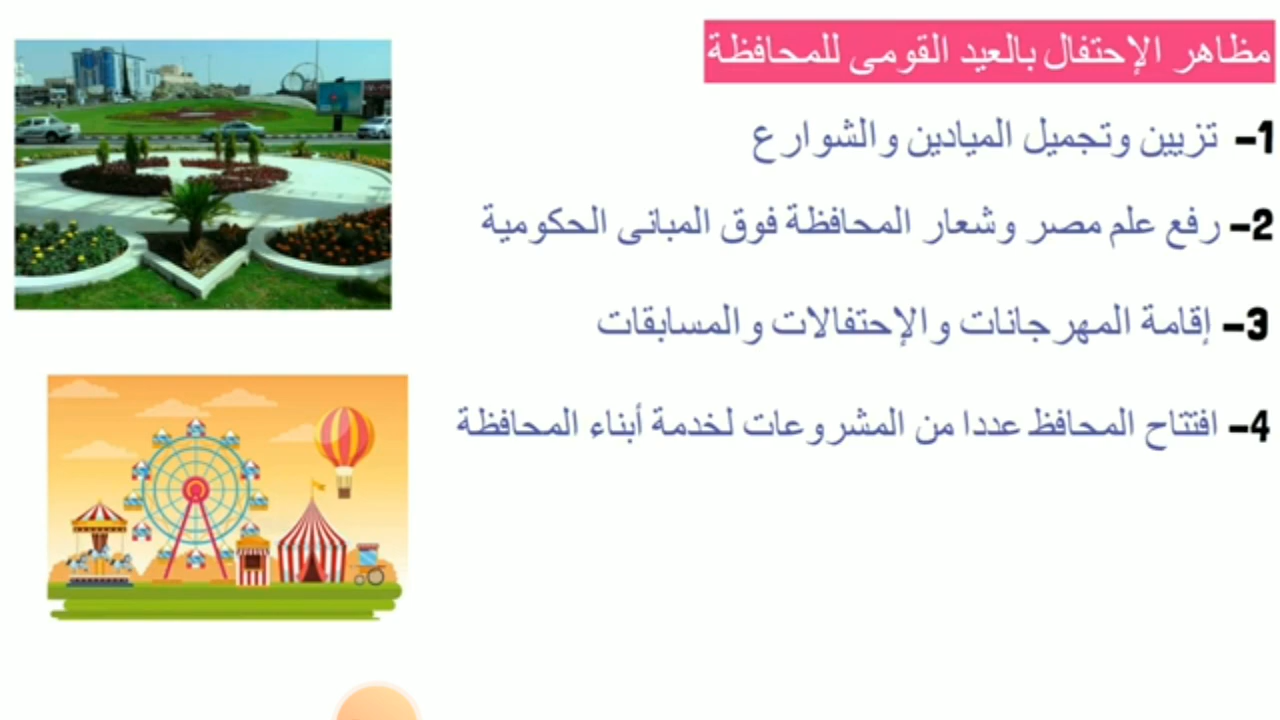 مظاهر الإحتفال بالعيد القومى للمحافظة
1- تزيين وتجميل الميادين والشوارع
2- رفع علم مصر وشعار المحافظة فوق المبانى الحكومية
3- إقامة المهرجانات والإحتفالات والمسابقات
4- افتتاح المحافظ عددا من المشروعات لخدمة أبناء المحافظة